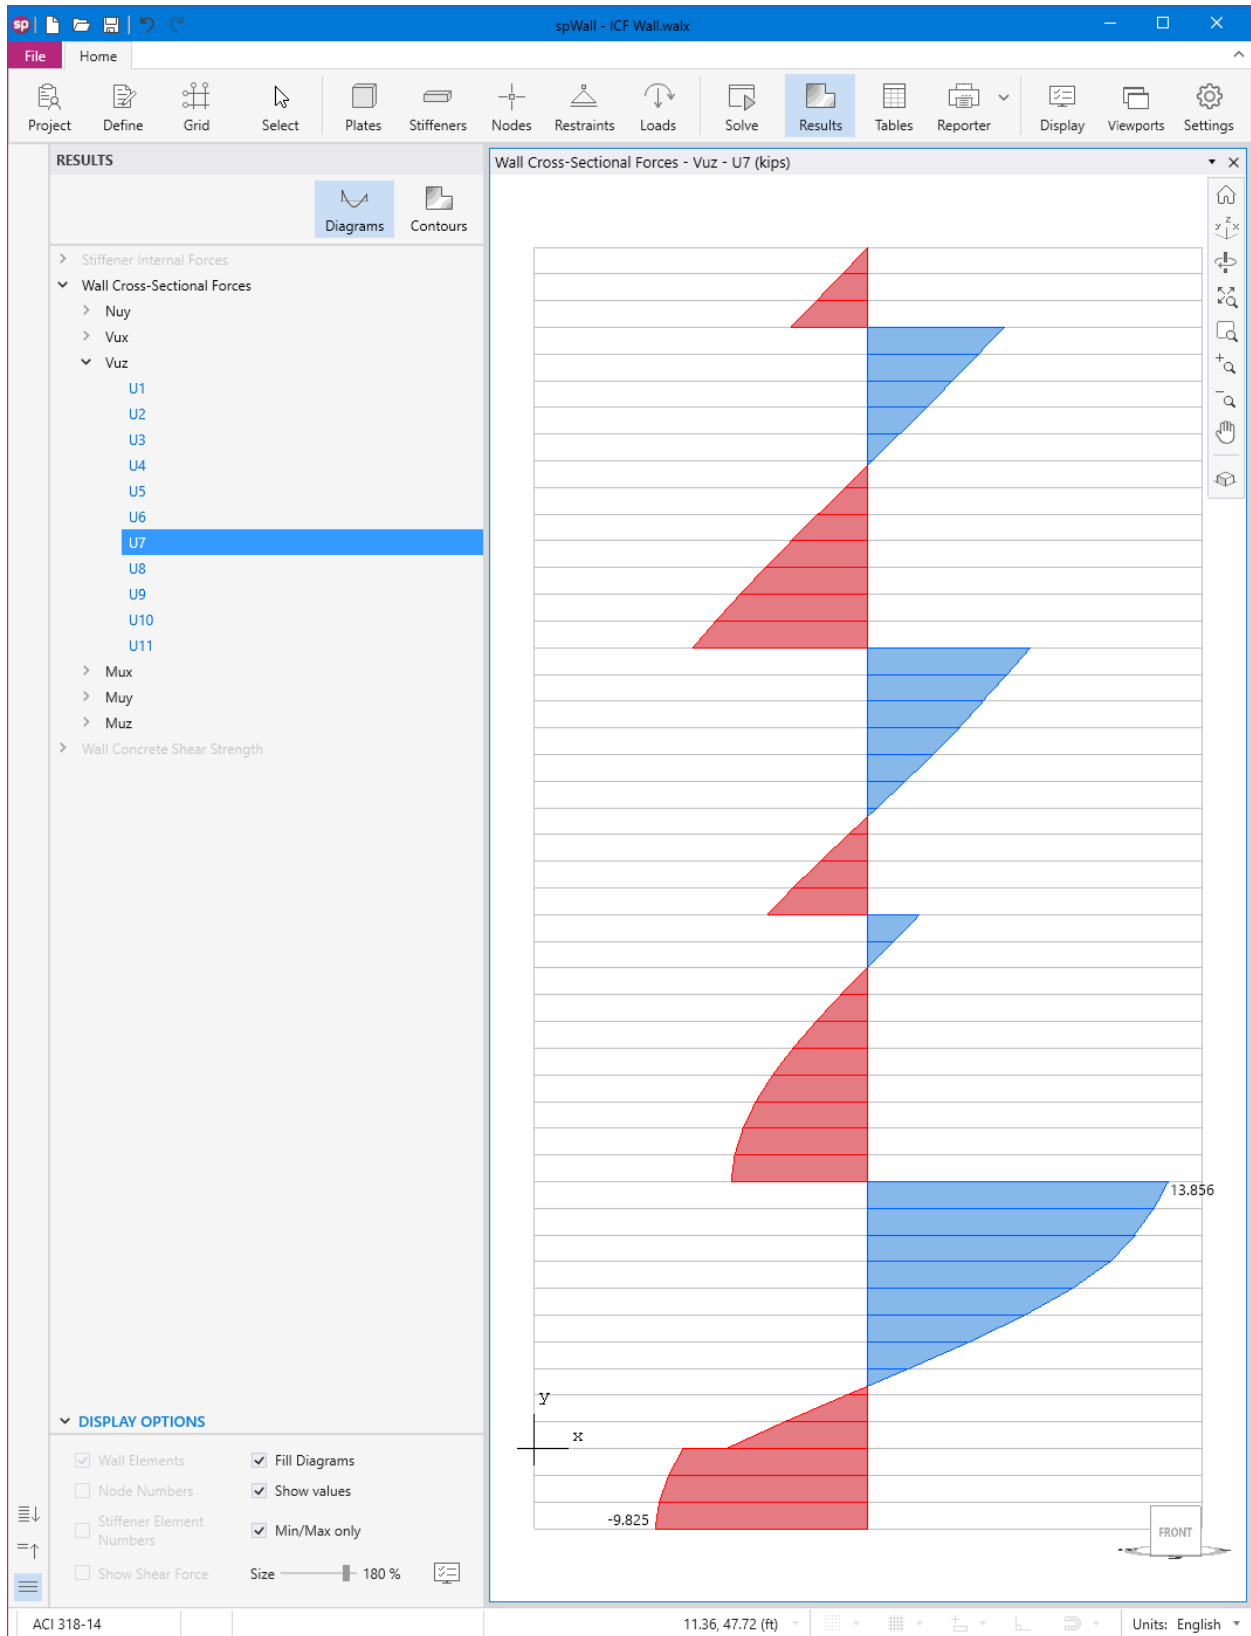 sp
spWall - ICF Wall.walx
File Home
Project Define Grid Select Plates Stiffeners Nodes Restraints Loads Solve Results Tables Reporter Display Viewports Settings
RESULTS
Wall Cross-Sectional Forces - Vuz - U7 (kips)
Diagrams Contours
Stiffener Internal Forces
Wall Cross-Sectional Forces
Nuy
Vux
Vuz
U1
U2
U3
U4
U5
U6
U7
U8
U9
U10
U11
Mux
Muy
Muz
Wall Concrete Shear Strength
y z x
13.856
y
x
-9.825
FRONT
DISPLAY OPTIONS
Wall Elements Fill Diagrams
Node Numbers Show values
Stiffener Element
Numbers
Min/Max only
Show Shear Force Size 180 %
ACI 318-14 11.36, 47.72 (ft) Units: English